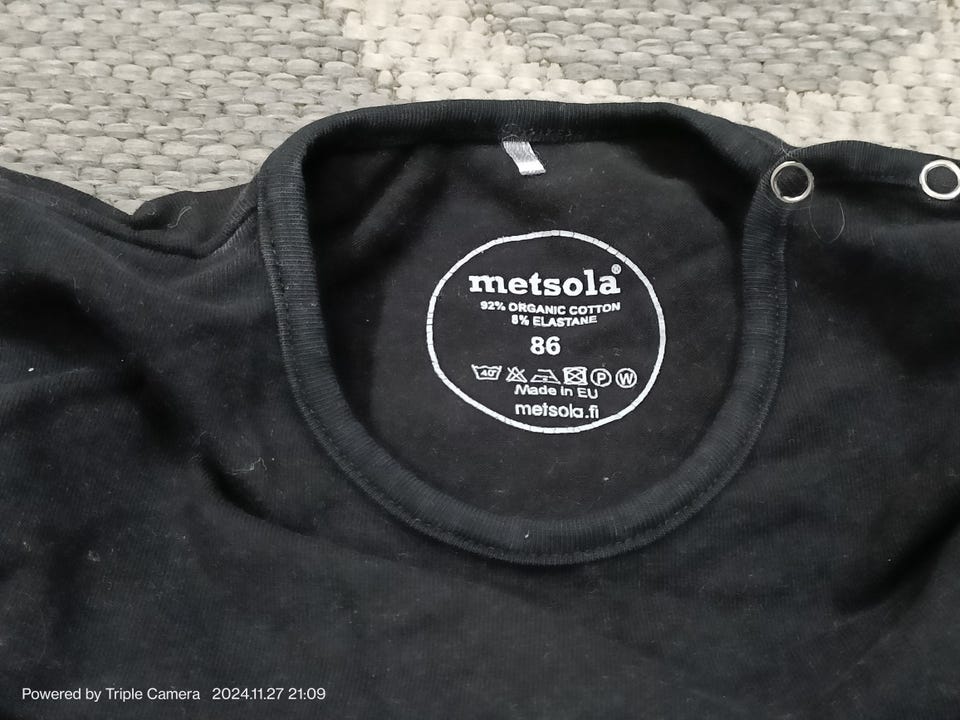 metsola®
92% ORGANIC COTTON
8% ELASTANE
86
40° P W
Made in EU
metsola.fi
Powered by Triple Camera 2024.11.27 21:09